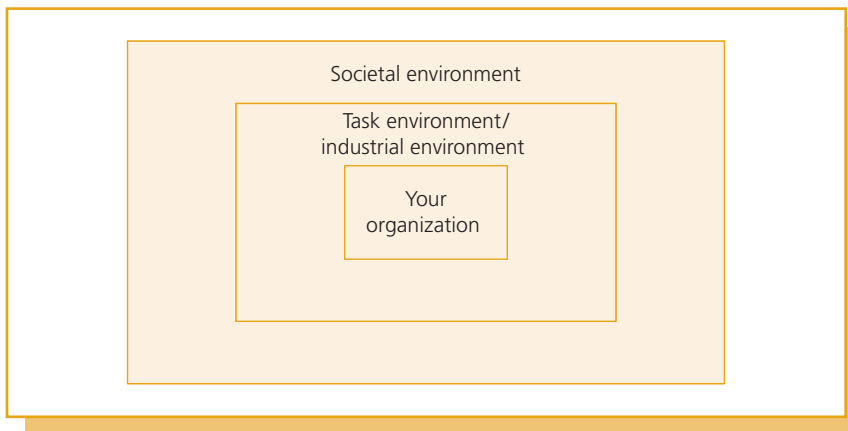 Societal environment
Task environment/
industrial environment
Your
organization